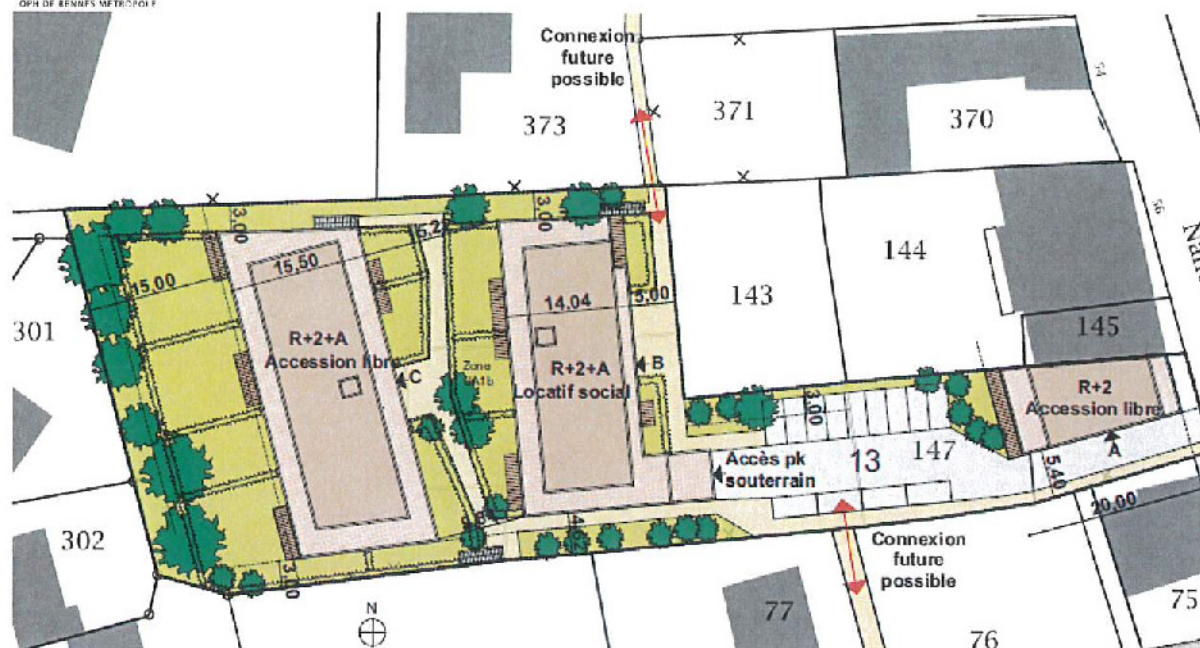 OPH DE RENNES METROPOLE
Connexion
future
possible
373
371
370
54
56
3,00
3,00
5,2
15,50
15,00
144
143
145
301
14,04
5,00
R+2+A
Accession libre
C
Zone
R+2+A
Locatif social
B
R+2
Accession libre
A
3,00
Accès pk
souterrain
13
147
5,40
20,00
302
3,00
Connexion
future
possible
N
77
76
75